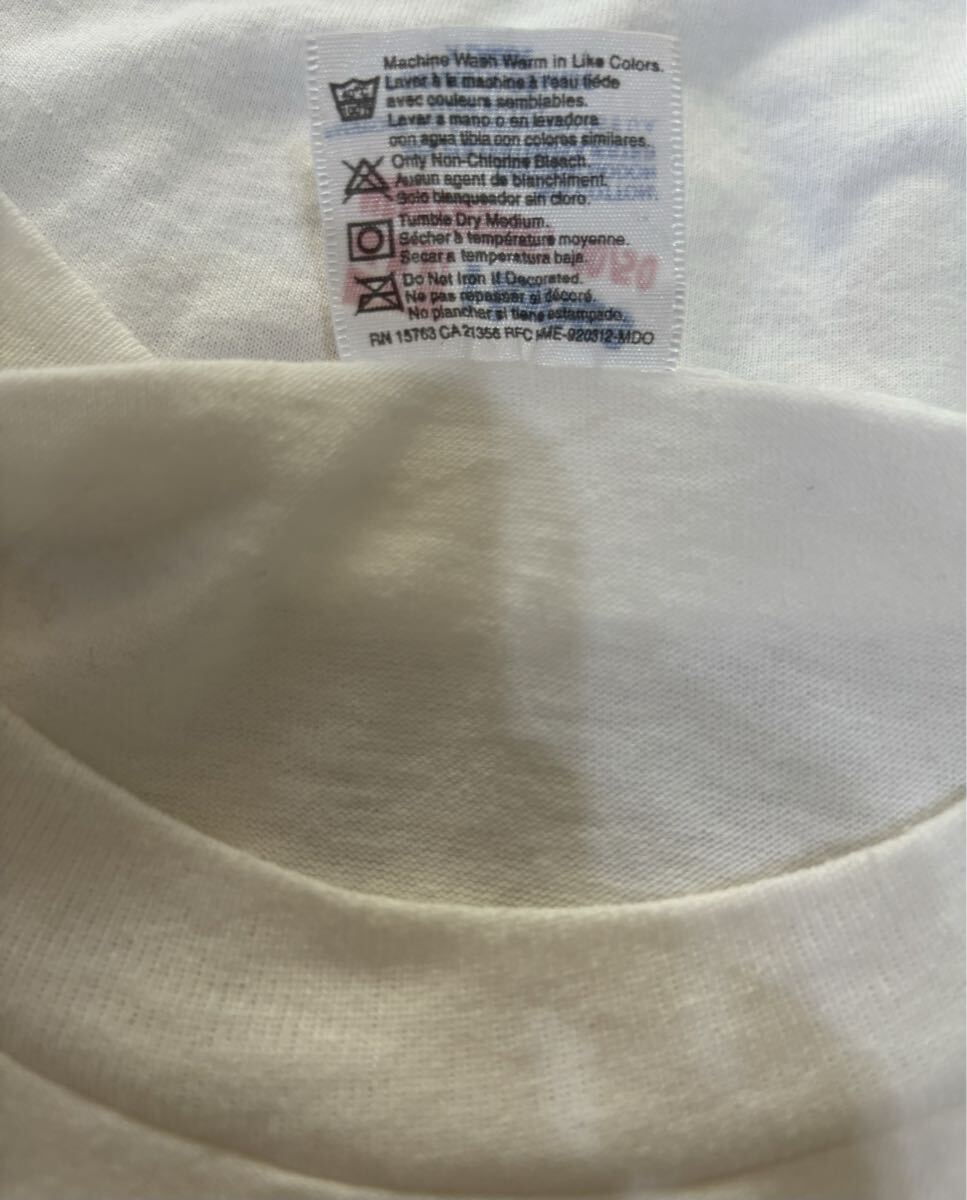 Machine Wash Warm in Like Colors.
Laver à la machine à l'eau tiéde
avec couleurs semblables.
Lavar a mano o en lavadora
con agua tibia con colores similares.
Only Non-Chlorine Bleach.
Aucun agent de blanchiment.
Solo blanqueador sin cloro.
Tumble Dry Medium.
Sécher à température moyenne.
Secar a temperatura baja.
Do Not Iron If Decorated.
Ne pas repasser si décoré.
No planchar si tiene estampado.
RN 15763 CA 21356 RFC HME-920312-MDO